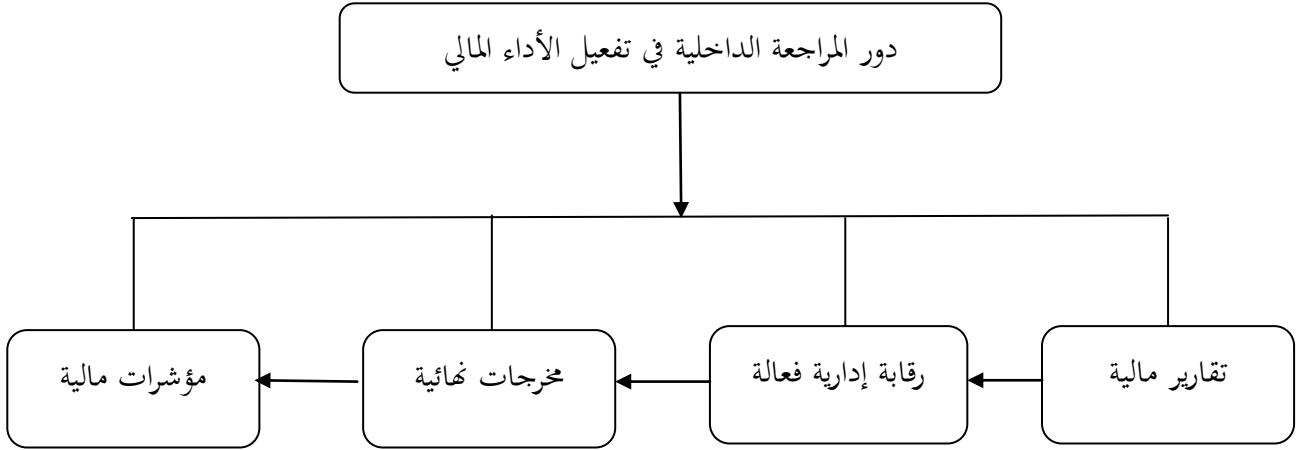 دور المراجعة الداخلية في تفعيل الأداء المالي
تقارير مالية
رقابة إدارية فعالة
مخرجات نهائية
مؤشرات مالية